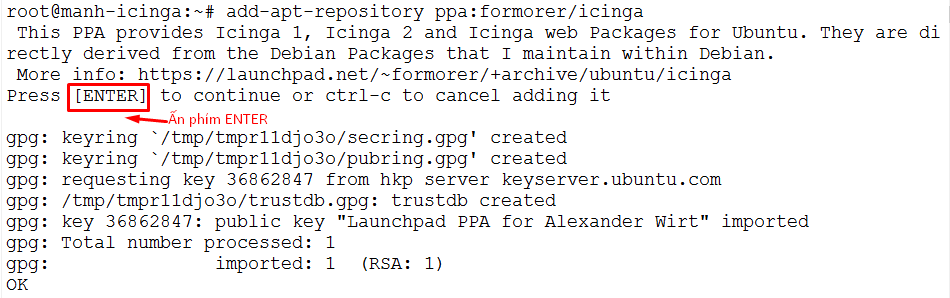 root@manh-icinga:~# add-apt-repository ppa:formorer/icinga
 This PPA provides Icinga 1, Icinga 2 and Icinga web Packages for Ubuntu. They are di
rectly derived from the Debian Packages that I maintain within Debian.
 More info: https://launchpad.net/~formorer/+archive/ubuntu/icinga
Press [ENTER] to continue or ctrl-c to cancel adding it
Ấn phím ENTER
gpg: keyring `/tmp/tmpr11djo3o/secring.gpg' created
gpg: keyring `/tmp/tmpr11djo3o/pubring.gpg' created
gpg: requesting key 36862847 from hkp server keyserver.ubuntu.com
gpg: /tmp/tmpr11djo3o/trustdb.gpg: trustdb created
gpg: key 36862847: public key "Launchpad PPA for Alexander Wirt" imported
gpg: Total number processed: 1
gpg:               imported: 1  (RSA: 1)
OK